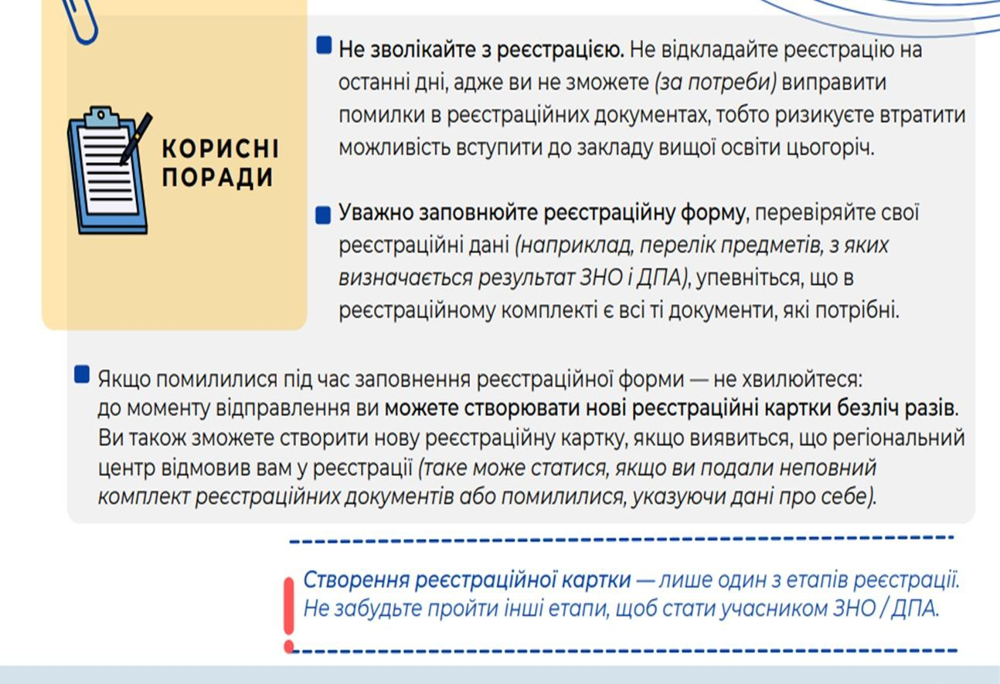 КОРИСНІ
ПОРАДИ
Не зволікайте з реєстрацією. Не відкладайте реєстрацію на
останні дні, адже ви не зможете (за потреби) виправити
помилки в реєстраційних документах, тобто ризикуєте втратити
можливість вступити до закладу вищої освіти цьогоріч.
Уважно заповнюйте реєстраційну форму, перевіряйте свої
реєстраційні дані (наприклад, перелік предметів, з яких
визначається результат ЗНО і ДПА), упевніться, що в
реєстраційному комплекті є всі ті документи, які потрібні.
Якщо помилилися під час заповнення реєстраційної форми — не хвилюйтеся:
до моменту відправлення ви можете створювати нові реєстраційні картки безліч разів.
Ви також зможете створити нову реєстраційну картку, якщо виявиться, що регіональний
центр відмовив вам у реєстрації (таке може статися, якщо ви подали неповний
комплект реєстраційних документів або помилилися, указуючи дані про себе).
Створення реєстраційної картки — лише один з етапів реєстрації.
Не забудьте пройти інші етапи, щоб стати учасником ЗНО / ДПА.